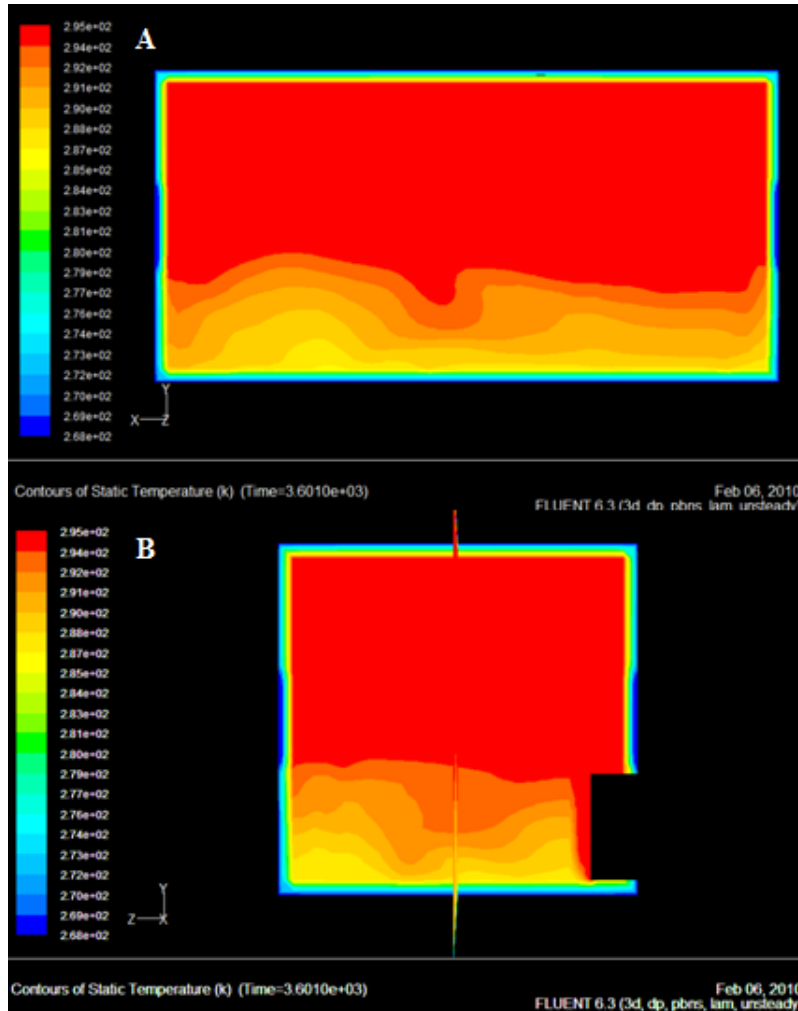 A
2.95e+02
2.94e+02
2.92e+02
2.91e+02
2.90e+02
2.88e+02
2.87e+02
2.85e+02
2.84e+02
2.83e+02
2.81e+02
2.80e+02
2.79e+02
2.77e+02
2.76e+02
2.74e+02
2.73e+02
2.72e+02
2.70e+02
2.69e+02
2.68e+02
Y
X Z
Contours of Static Temperature (k) (Time=3.6010e+03)
Feb 06, 2010
FLUENT 6.3 (3d, dp, pbns, lam, unsteady)
B
2.95e+02
2.94e+02
2.92e+02
2.91e+02
2.90e+02
2.88e+02
2.87e+02
2.85e+02
2.84e+02
2.83e+02
2.81e+02
2.80e+02
2.79e+02
2.77e+02
2.76e+02
2.74e+02
2.73e+02
2.72e+02
2.70e+02
2.69e+02
2.68e+02
Y
Z X
Contours of Static Temperature (k) (Time=3.6010e+03)
Feb 06, 2010
FLUENT 6.3 (3d, dp, pbns, lam, unsteady